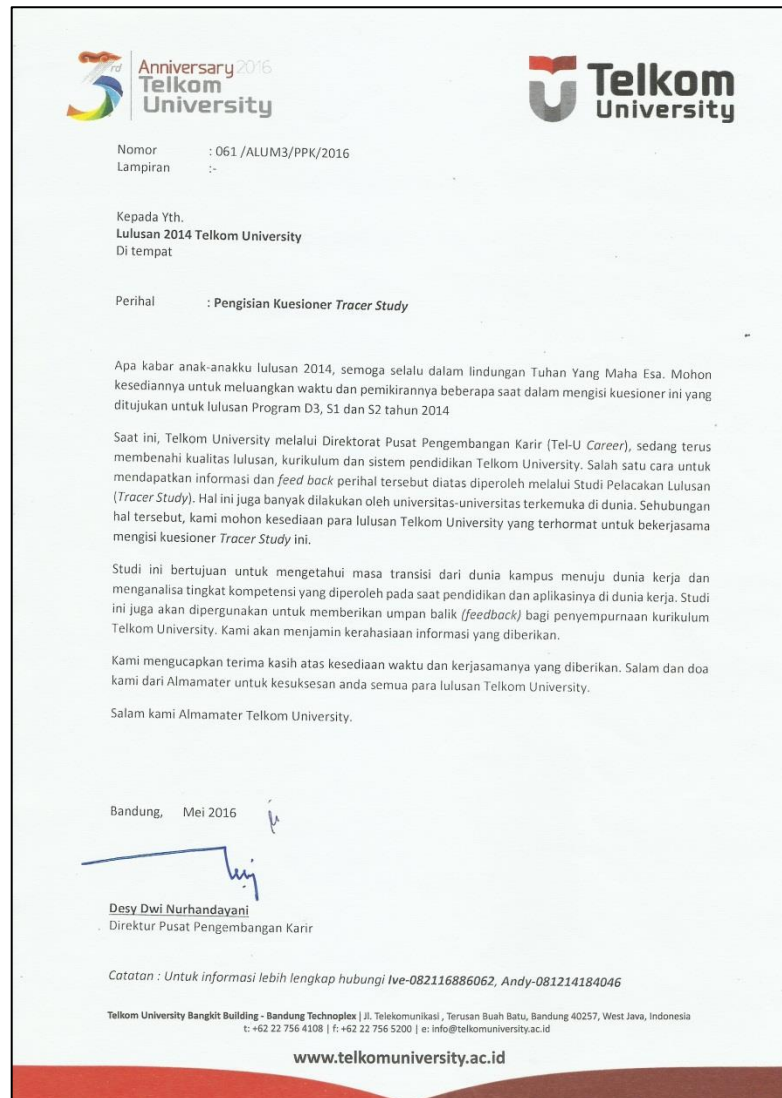 3rd Anniversary 2016
Telkom
University
Telkom
University
Nomor : 061 /ALUM3/PPK/2016
Lampiran :-
Kepada Yth.
Lulusan 2014 Telkom University
Di tempat
Perihal : Pengisian Kuesioner Tracer Study
Apa kabar anak-anakku lulusan 2014, semoga selalu dalam lindungan Tuhan Yang Maha Esa. Mohon
kesediannya untuk meluangkan waktu dan pemikirannya beberapa saat dalam mengisi kuesioner ini yang
ditujukan untuk lulusan Program D3, S1 dan S2 tahun 2014
Saat ini, Telkom University melalui Direktorat Pusat Pengembangan Karir (Tel-U Career), sedang terus
membenahi kualitas lulusan, kurikulum dan sistem pendidikan Telkom University. Salah satu cara untuk
mendapatkan informasi dan feed back perihal tersebut diatas diperoleh melalui Studi Pelacakan Lulusan
(Tracer Study). Hal ini juga banyak dilakukan oleh universitas-universitas terkemuka di dunia. Sehubungan
hal tersebut, kami mohon kesediaan para lulusan Telkom University yang terhormat untuk bekerjasama
mengisi kuesioner Tracer Study ini.
Studi ini bertujuan untuk mengetahui masa transisi dari dunia kampus menuju dunia kerja dan
menganalisa tingkat kompetensi yang diperoleh pada saat pendidikan dan aplikasinya di dunia kerja. Studi
ini juga akan dipergunakan untuk memberikan umpan balik (feedback) bagi penyempurnaan kurikulum
Telkom University. Kami akan menjamin kerahasiaan informasi yang diberikan.
Kami mengucapkan terima kasih atas kesediaan waktu dan kerjasamanya yang diberikan. Salam dan doa
kami dari Almamater untuk kesuksesan anda semua para lulusan Telkom University.
Salam kami Almamater Telkom University.
Bandung, Mei 2016
Desy Dwi Nurhandayani
Direktur Pusat Pengembangan Karir
Catatan : Untuk informasi lebih lengkap hubungi Ive-082116886062, Andy-081214184046
Telkom University Bangkit Building - Bandung Technoplex | Jl. Telekomunikasi , Terusan Buah Batu, Bandung 40257, West Java, Indonesia
t: +62 22 756 4108 | f: +62 22 756 5200 | e: info@telkomuniversity.ac.id
www.telkomuniversity.ac.id